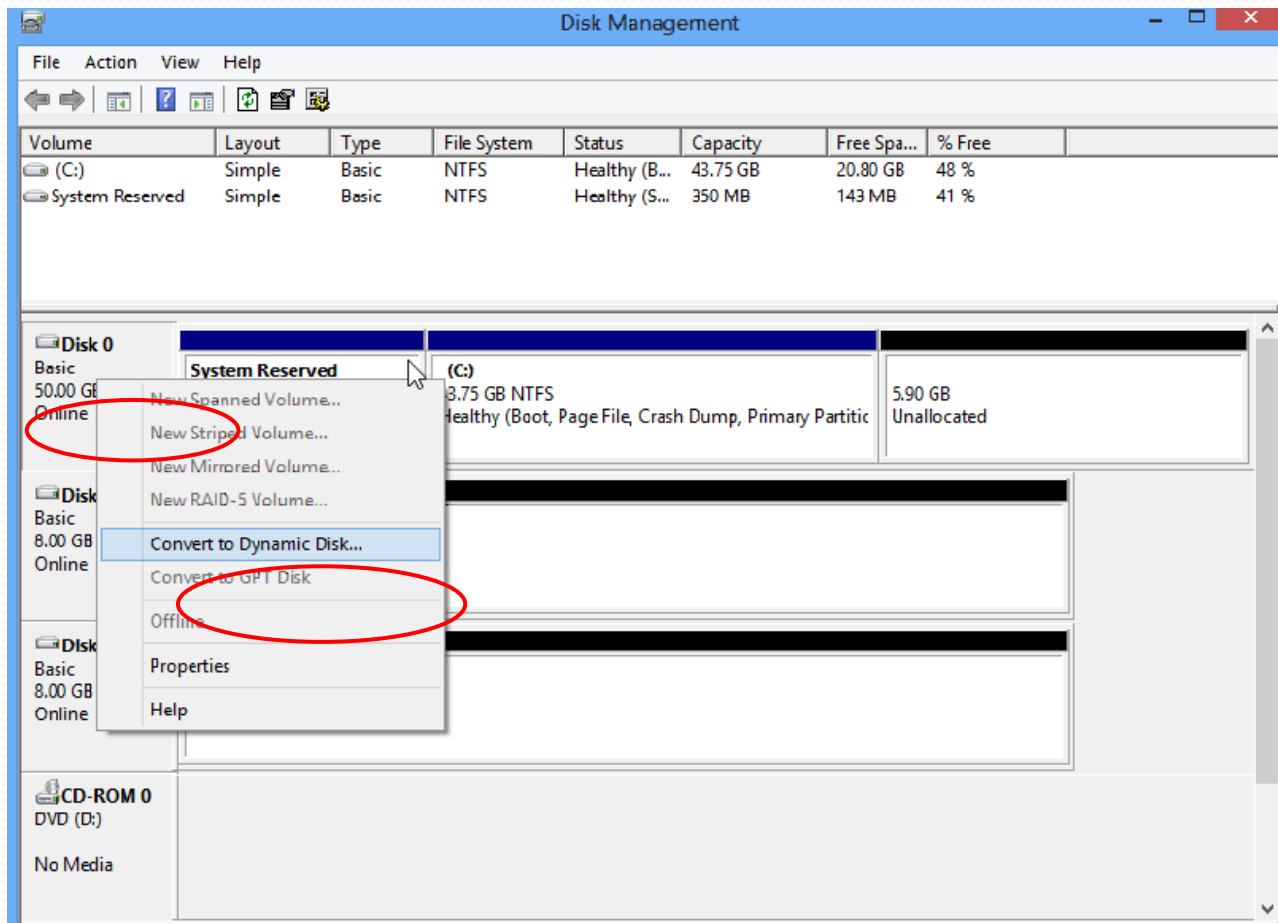 Disk Management
File Action View Help
Volume Layout Type File System Status Capacity Free Spa... % Free
(C:) Simple Basic NTFS Healthy (B... 43.75 GB 20.80 GB 48 %
System Reserved Simple Basic NTFS Healthy (S... 350 MB 143 MB 41 %
Disk 0
Basic
50.00 GB
Online
System Reserved
(C:)
3.75 GB NTFS
Healthy (Boot, Page File, Crash Dump, Primary Partitic
5.90 GB
Unallocated
New Spanned Volume...
New Striped Volume...
New Mirrored Volume...
New RAID-5 Volume...
Convert to Dynamic Disk...
Convert to GPT Disk
Offline
Properties
Help
Disk
Basic
8.00 GB
Online
Disk
Basic
8.00 GB
Online
CD-ROM 0
DVD (D:)
No Media